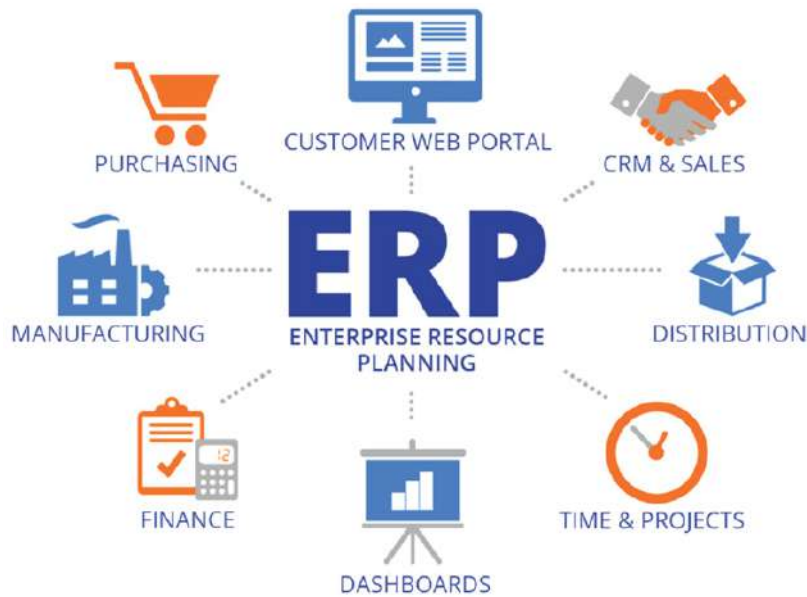 CUSTOMER WEB PORTAL
PURCHASING
CRM & SALES
ERP
ENTERPRISE RESOURCE
PLANNING
MANUFACTURING
DISTRIBUTION
12
FINANCE
TIME & PROJECTS
DASHBOARDS